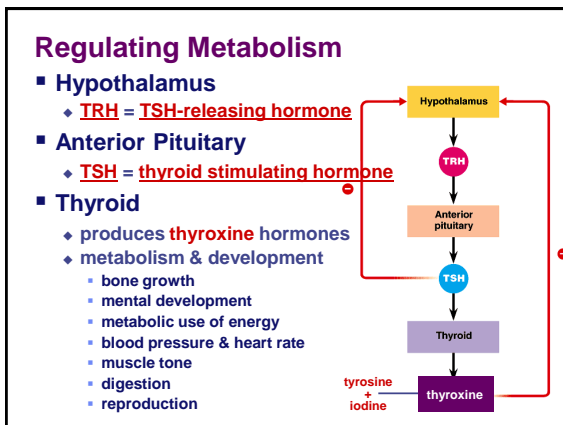 Regulating Metabolism
▪ Hypothalamus
◆ TRH = TSH-releasing hormone
▪ Anterior Pituitary
◆ TSH = thyroid stimulating hormone
▪ Thyroid
◆ produces thyroxine hormones
◆ metabolism & development
▪ bone growth
▪ mental development
▪ metabolic use of energy
▪ blood pressure & heart rate
▪ muscle tone
▪ digestion
▪ reproduction
Hypothalamus
TRH
Anterior
pituitary
TSH
Thyroid
tyrosine
+
iodine
thyroxine